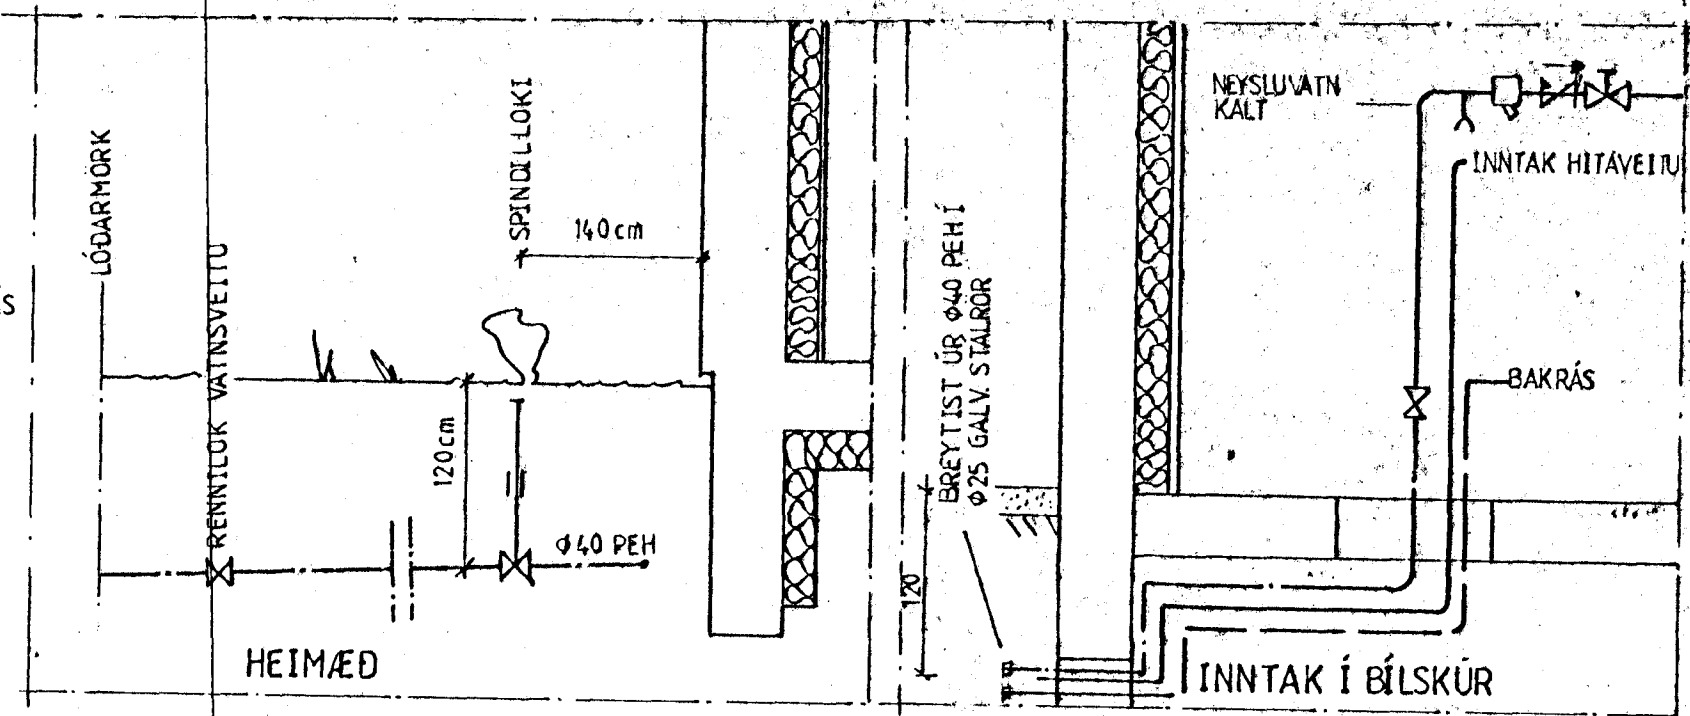 LÓÐARMÖRK
RENNILOK VATNSVEITU
SPINDILLOKI
140cm
120cm
Ø40 PEH
HEIMÆÐ
BREYTIST ÚR Ø40 PEH Í
Ø25 GALV. STÁLRÖR
120
NEYSLUVATN
KALT
INNTAK HITAVEITU
BAKRÁS
INNTAK Í BÍLSKÚR